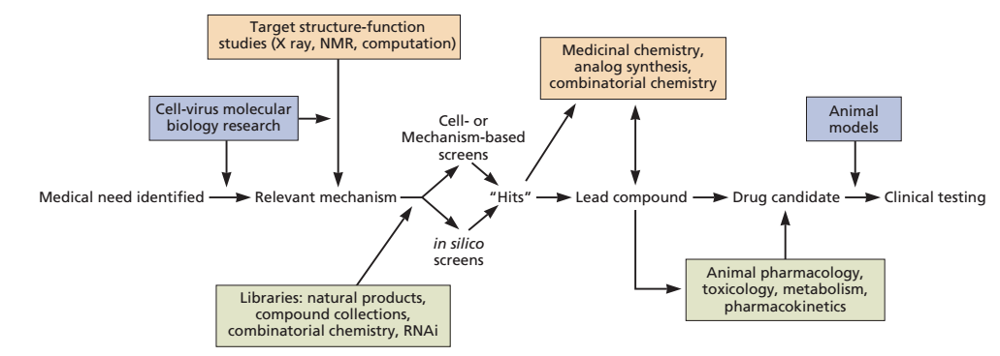 Target structure-function
studies (X ray, NMR, computation)
Medicinal chemistry,
analog synthesis,
combinatorial chemistry
Cell-virus molecular
biology research
Animal
models
Cell- or
Mechanism-based
screens
Medical need identified
Relevant mechanism
“Hits”
Lead compound
Drug candidate
Clinical testing
in silico
screens
Libraries: natural products,
compound collections,
combinatorial chemistry, RNAi
Animal pharmacology,
toxicology, metabolism,
pharmacokinetics